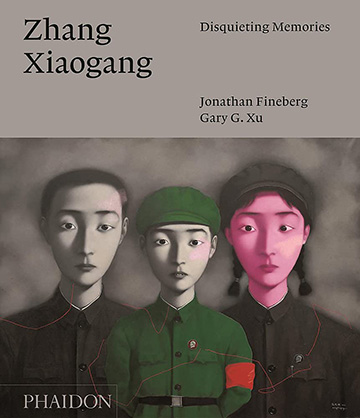 Zhang
Xiaogang
Disquieting Memories
Jonathan Fineberg
Gary G. Xu
PHAIDON